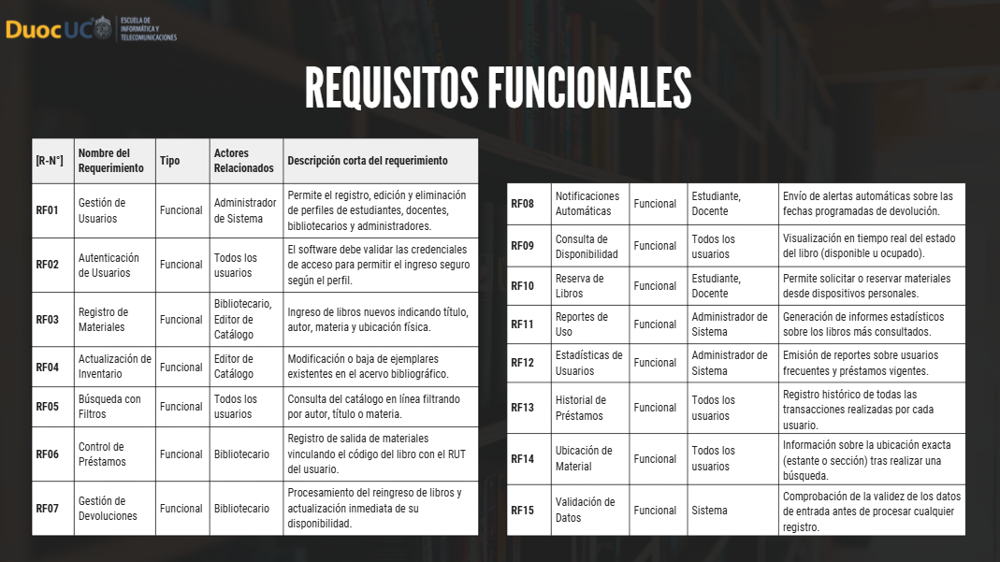 Duoc UC
ESCUELA DE
INFORMÁTICA Y
TELECOMUNICACIONES
REQUISITOS FUNCIONALES
[R-N°] Nombre del Requerimiento Tipo Actores Relacionados Descripción corta del requerimiento
RF01 Gestión de Usuarios Funcional Administrador de Sistema Permite el registro, edición y eliminación de perfiles de estudiantes, docentes, bibliotecarios y administradores.
RF02 Autenticación de Usuarios Funcional Todos los usuarios El software debe validar las credenciales de acceso para permitir el ingreso seguro según el perfil.
RF03 Registro de Materiales Funcional Bibliotecario, Editor de Catálogo Ingreso de libros nuevos indicando título, autor, materia y ubicación física.
RF04 Actualización de Inventario Funcional Editor de Catálogo Modificación o baja de ejemplares existentes en el acervo bibliográfico.
RF05 Búsqueda con Filtros Funcional Todos los usuarios Consulta del catálogo en línea filtrando por autor, título o materia.
RF06 Control de Préstamos Funcional Bibliotecario Registro de salida de materiales vinculando el código del libro con el RUT del usuario.
RF07 Gestión de Devoluciones Funcional Bibliotecario Procesamiento del reingreso de libros y actualización inmediata de su disponibilidad.
RF08 Notificaciones Automáticas Funcional Estudiante, Docente Envío de alertas automáticas sobre las fechas programadas de devolución.
RF09 Consulta de Disponibilidad Funcional Todos los usuarios Visualización en tiempo real del estado del libro (disponible u ocupado).
RF10 Reserva de Libros Funcional Estudiante, Docente Permite solicitar o reservar materiales desde dispositivos personales.
RF11 Reportes de Uso Funcional Administrador de Sistema Generación de informes estadísticos sobre los libros más consultados.
RF12 Estadísticas de Usuarios Funcional Administrador de Sistema Emisión de reportes sobre usuarios frecuentes y préstamos vigentes.
RF13 Historial de Préstamos Funcional Todos los usuarios Registro histórico de todas las transacciones realizadas por cada usuario.
RF14 Ubicación de Material Funcional Todos los usuarios Información sobre la ubicación exacta (estante o sección) tras realizar una búsqueda.
RF15 Validación de Datos Funcional Sistema Comprobación de la validez de los datos de entrada antes de procesar cualquier registro.